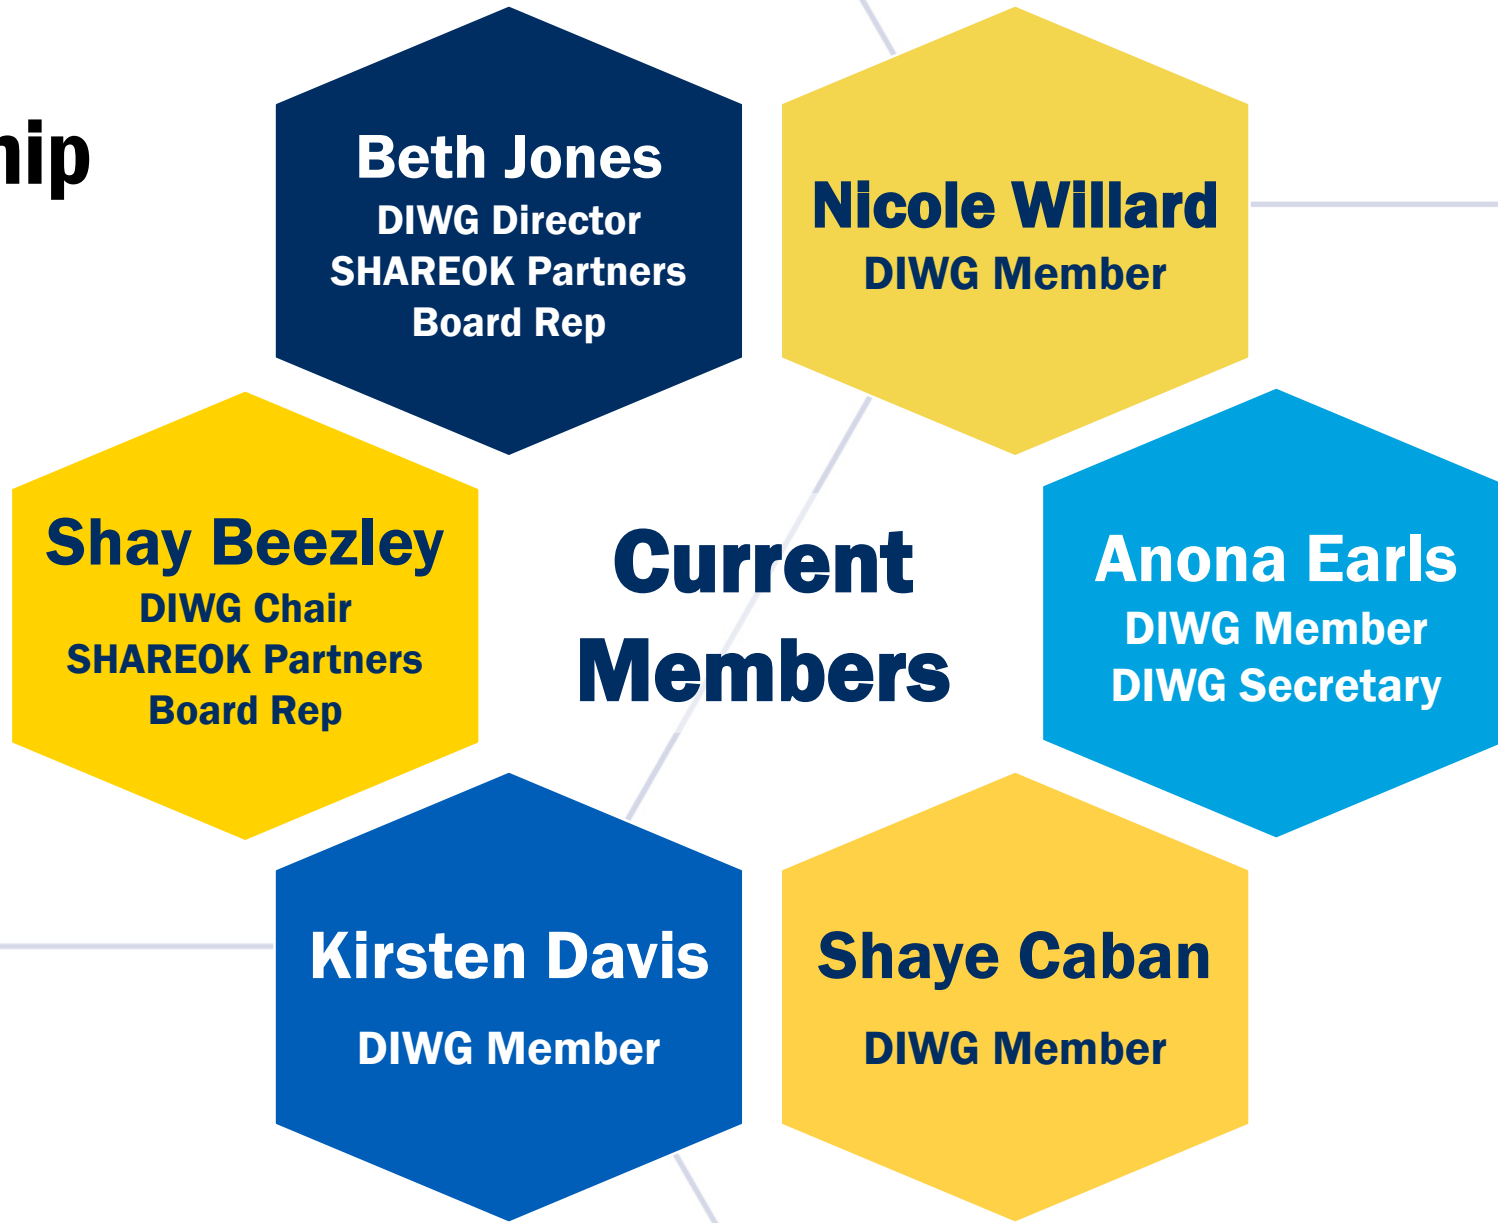 Beth Jones
DIWG Director
SHAREOK Partners
Board Rep
Nicole Willard
DIWG Member
Shay Beezley
DIWG Chair
SHAREOK Partners
Board Rep
Current
Members
Anona Earls
DIWG Member
DIWG Secretary
Kirsten Davis
DIWG Member
Shaye Caban
DIWG Member